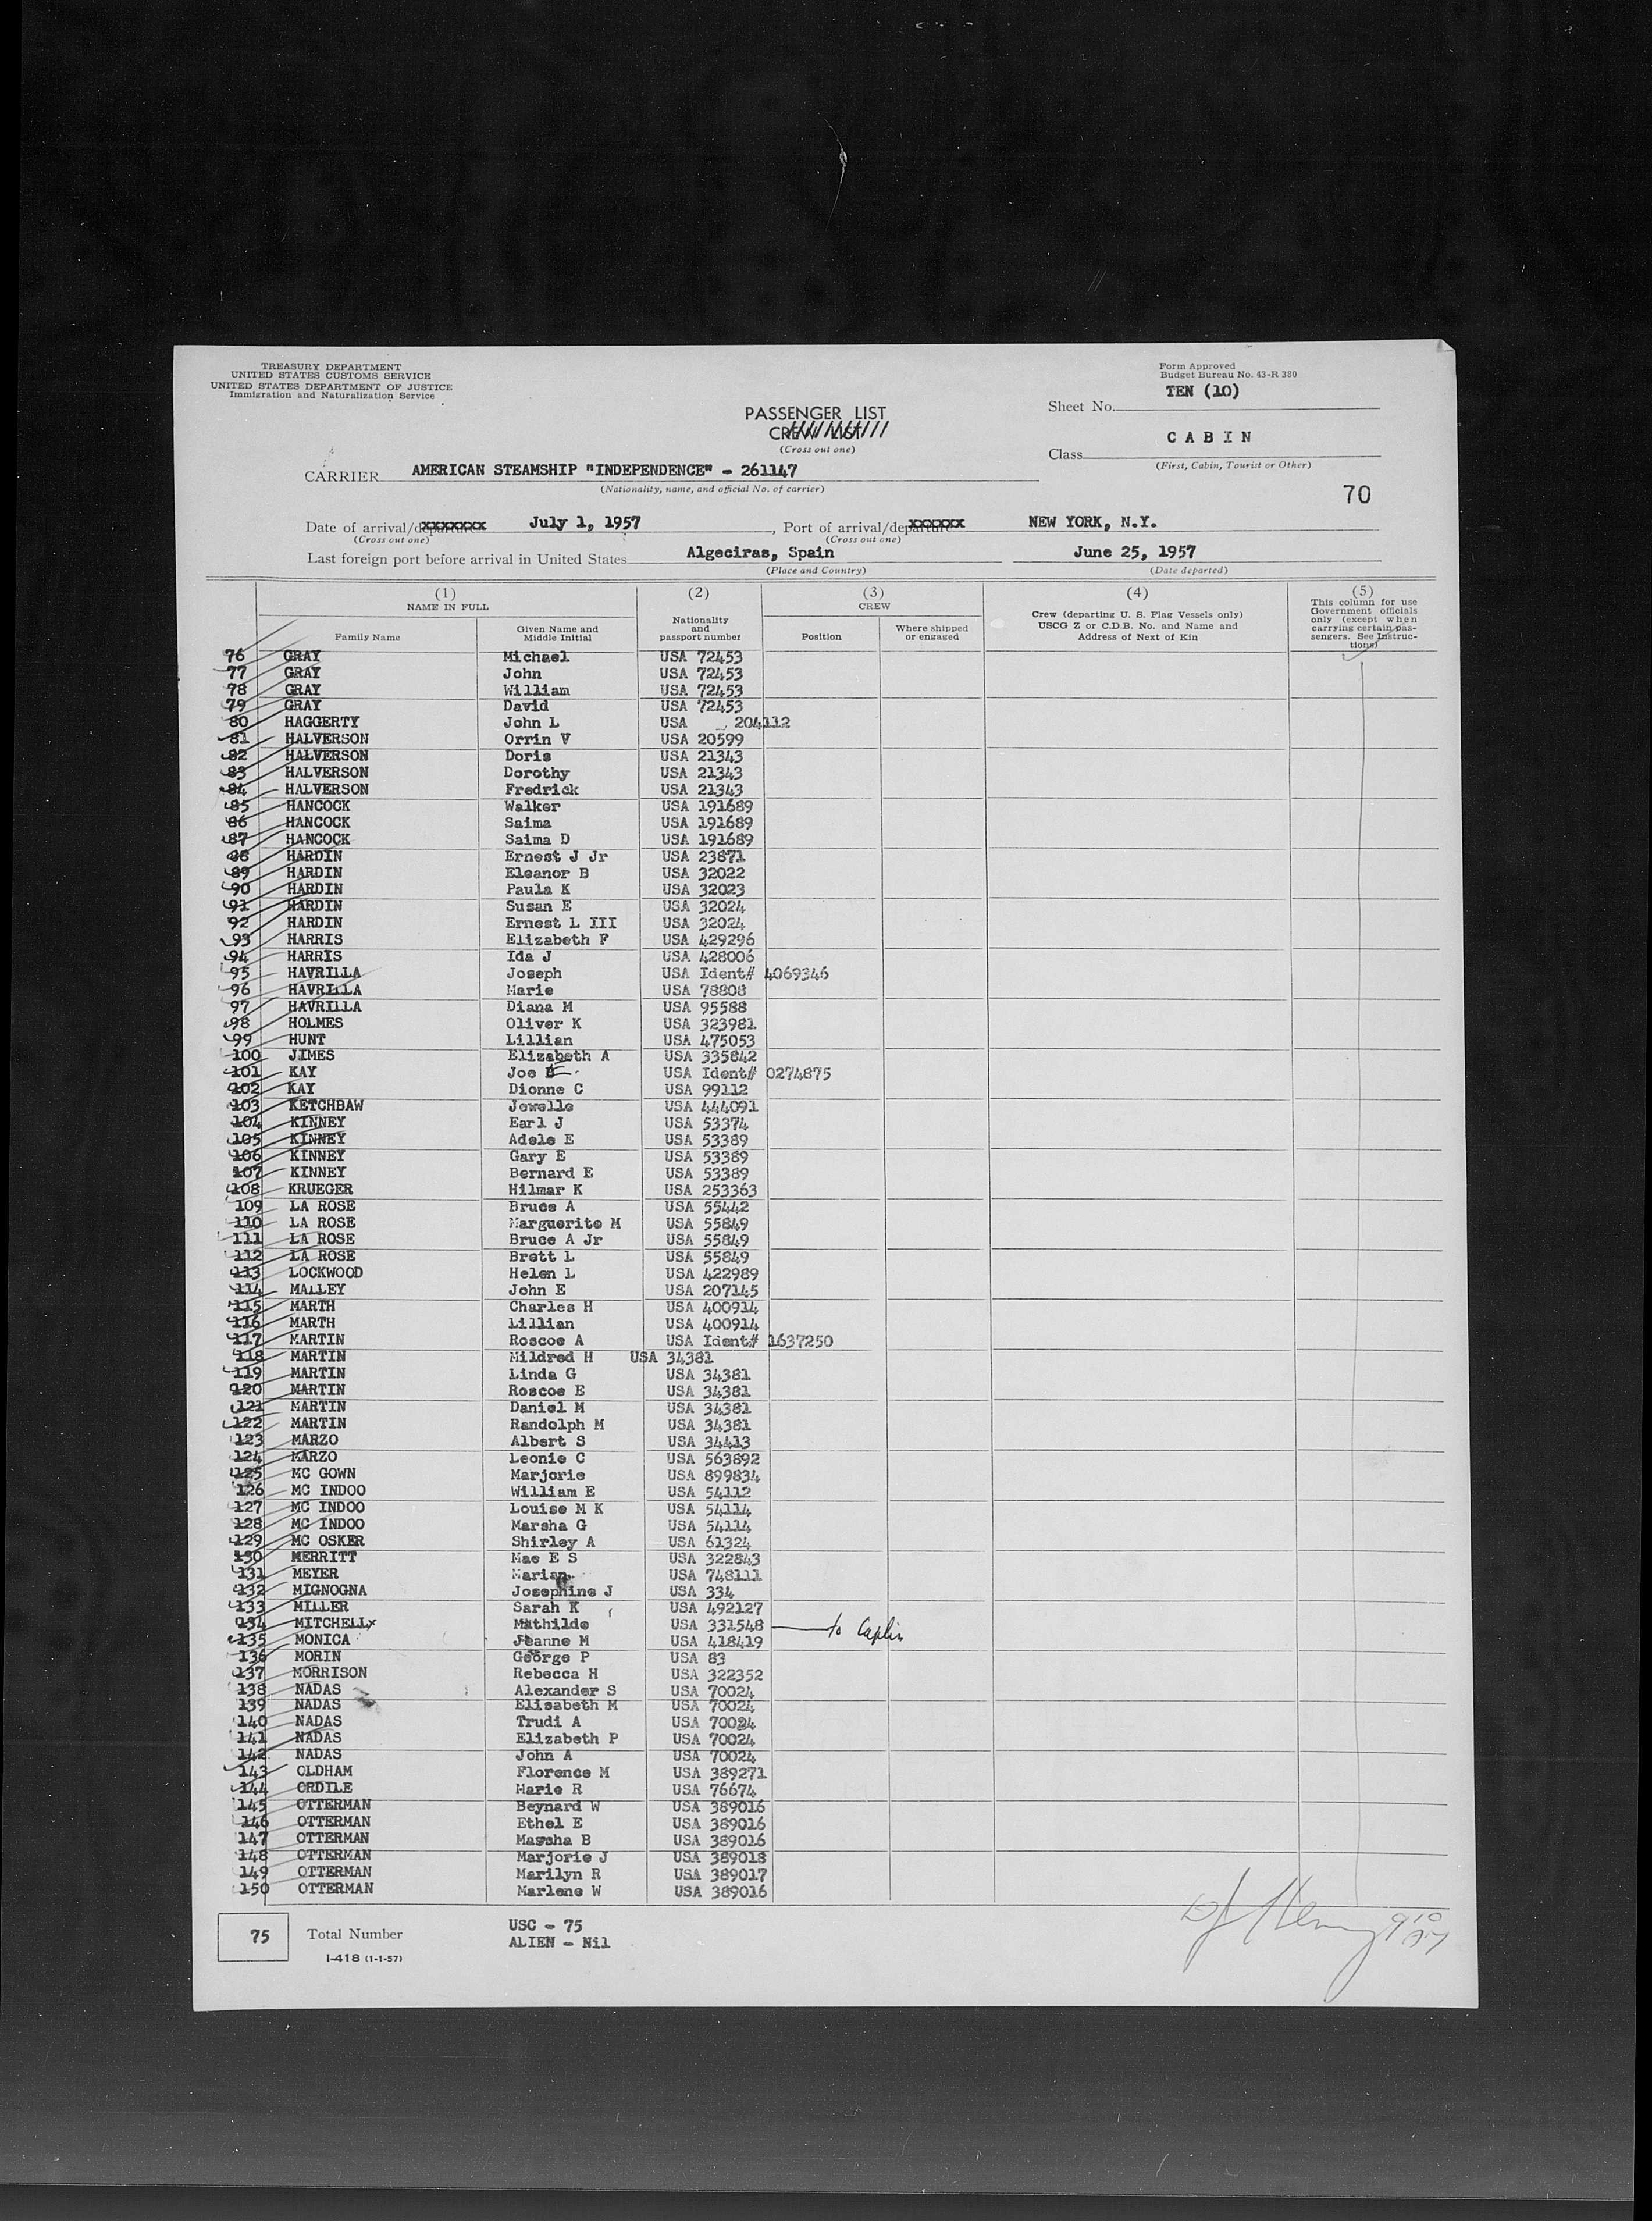 TREASURY DEPARTMENT
UNITED STATES CUSTOMS SERVICE
UNITED STATES DEPARTMENT OF JUSTICE
Immigration and Naturalization Service
Form Approved
Budget Bureau No. 43-R 380
TEN (10)
Sheet No.
PASSENGER LIST
CREW LIST
(Cross out one)
CABIN
Class
(First, Cabin, Tourist or Other)
CARRIER AMERICAN STEAMSHIP "INDEPENDENCE" - 261147
(Nationality, name, and official No. of carrier)
70
Date of arrival/departure xxxxxxx July 1, 1957, Port of arrival/departure xxxxxx NEW YORK, N.Y.
(Cross out one) (Cross out one)
Last foreign port before arrival in United States Algeciras, Spain June 25, 1957
(Place and Country) (Date departed)
(1) (2) (3) (4) (5)
NAME IN FULL
Family Name
Given Name and Middle Initial
Nationality and passport number
CREW
Position
Where shipped or engaged
Crew (departing U. S. Flag Vessels only)
USCG Z or C.D.B. No. and Name and
Address of Next of Kin
This column for use
Government officials
only (except when
carrying certain pas-
sengers. See Instruc-
tions)
76 GRAY Michael USA 72453
77 GRAY John USA 72453
78 GRAY William USA 72453
79 GRAY David USA 72453
80 HAGGERTY John L USA 204112
81 HALVERSON Orrin V USA 20599
82 HALVERSON Doris USA 21343
83 HALVERSON Dorothy USA 21343
84 HALVERSON Fredrick USA 21343
85 HANCOCK Walker USA 191689
86 HANCOCK Saima USA 191689
87 HANCOCK Saima D USA 191689
88 HARDIN Ernest J Jr USA 23871
89 HARDIN Eleanor B USA 32022
90 HARDIN Paula K USA 32023
91 HARDIN Susan E USA 32024
92 HARDIN Ernest L III USA 32024
93 HARRIS Elizabeth F USA 429296
94 HARRIS Ida J USA 428006
95 HAVRILLA Joseph USA Ident# 4069346
96 HAVRILLA Marie USA 78808
97 HAVRILLA Diana M USA 95588
98 HOLMES Oliver K USA 323981
99 HUNT Lillian USA 475053
100 JIMES Elizabeth A USA 335842
101 KAY Joe E USA Ident# 0274875
102 KAY Dionne C USA 99112
103 KETCHBAW Jewelle USA 444091
104 KINNEY Earl J USA 53374
105 KINNEY Adele E USA 53389
106 KINNEY Gary E USA 53389
107 KINNEY Bernard E USA 53389
108 KRUEGER Hilmar K USA 253363
109 LA ROSE Bruce A USA 55442
110 LA ROSE Marguerite M USA 55849
111 LA ROSE Bruce A Jr USA 55849
112 LA ROSE Brett L USA 55849
113 LOCKWOOD Helen L USA 422989
114 MALLEY John E USA 207145
115 MARTH Charles H USA 400914
116 MARTH Lillian USA 400914
117 MARTIN Roscoe A USA Ident# 1637250
118 MARTIN Mildred H USA 34381
119 MARTIN Linda G USA 34381
120 MARTIN Roscoe E USA 34381
121 MARTIN Daniel M USA 34381
122 MARTIN Randolph M USA 34381
123 MARZO Albert S USA 34413
124 MARZO Leonie C USA 563892
125 MC GOWN Marjorie USA 899834
126 MC INDOO William E USA 54112
127 MC INDOO Louise M K USA 54114
128 MC INDOO Marsha G USA 54114
129 MC OSKER Shirley A USA 61324
130 MERRITT Mae E S USA 322843
131 MEYER Marian USA 748111
132 MIGNOGNA Josephine J USA 334
133 MILLER Sarah K USA 492127
134 MITCHELLx Mathilde USA 331548 to Caplin
135 MONICA Jeanne M USA 418419
136 MORIN George P USA 83
137 MORRISON Rebecca H USA 322352
138 NADAS Alexander S USA 70024
139 NADAS Elisabeth M USA 70024
140 NADAS Trudi A USA 70024
141 NADAS Elizabeth P USA 70024
142 NADAS John A USA 70024
143 OLDHAM Florence M USA 389271
144 ORDILE Marie R USA 76674
145 OTTERMAN Beynard W USA 389016
146 OTTERMAN Ethel E USA 389016
147 OTTERMAN Massha B USA 389016
148 OTTERMAN Marjorie J USA 389018
149 OTTERMAN Marilyn R USA 389017
150 OTTERMAN Marlene W USA 389016
75 Total Number
USC - 75
ALIEN - Nil
I-418 (1-1-57)